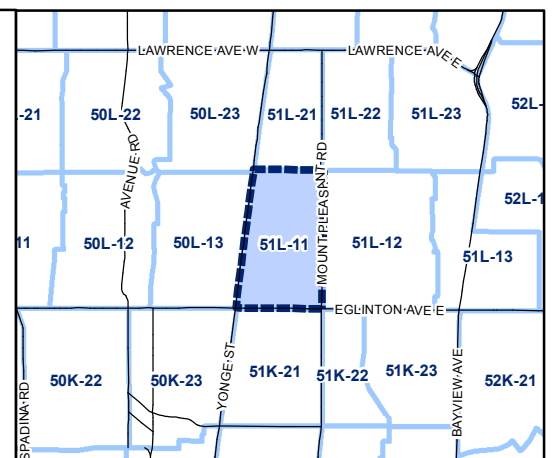 LAWRENCE AVE W
LAWRENCE AVE E
-21
50L-22
50L-23
51L-21
51L-22
51L-23
52L-
AVENUE RD
MOUNT PLEASANT RD
52L-1
11
50L-12
50L-13
51L-11
51L-12
51L-13
EGLINTON AVE E
SPADINA RD
50K-22
50K-23
YONGE ST
51K-21
51K-22
51K-23
BAYVIEW AVE
52K-21